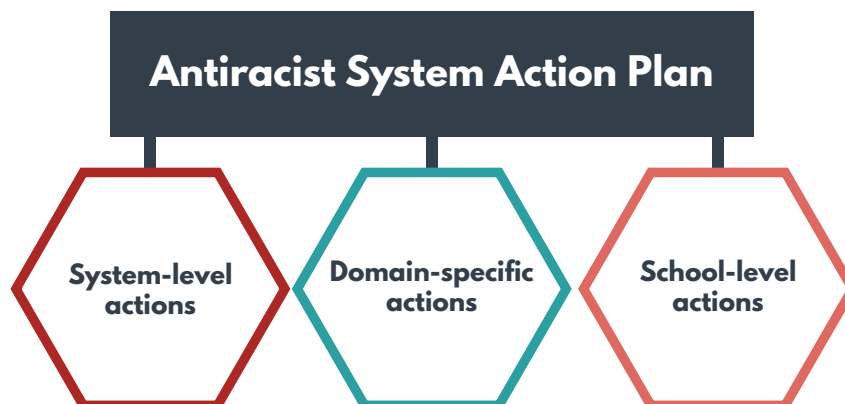 Antiracist System Action Plan
System-level
actions
Domain-specific
actions
School-level
actions